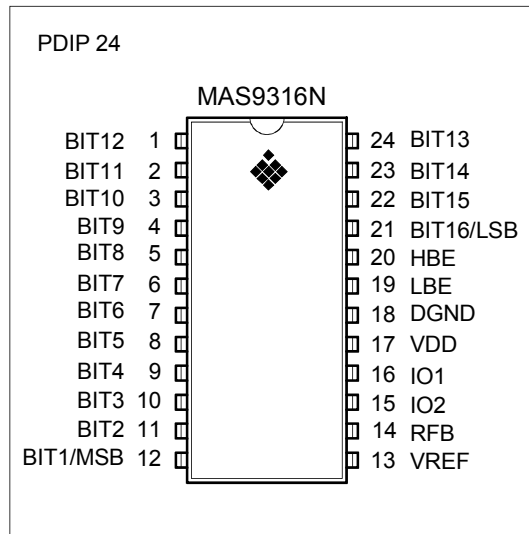 PDIP 24
MAS9316N
BIT12 1 24 BIT13
BIT11 2 23 BIT14
BIT10 3 22 BIT15
BIT9 4 21 BIT16/LSB
BIT8 5 20 HBE
BIT7 6 19 LBE
BIT6 7 18 DGND
BIT5 8 17 VDD
BIT4 9 16 IO1
BIT3 10 15 IO2
BIT2 11 14 RFB
BIT1/MSB 12 13 VREF